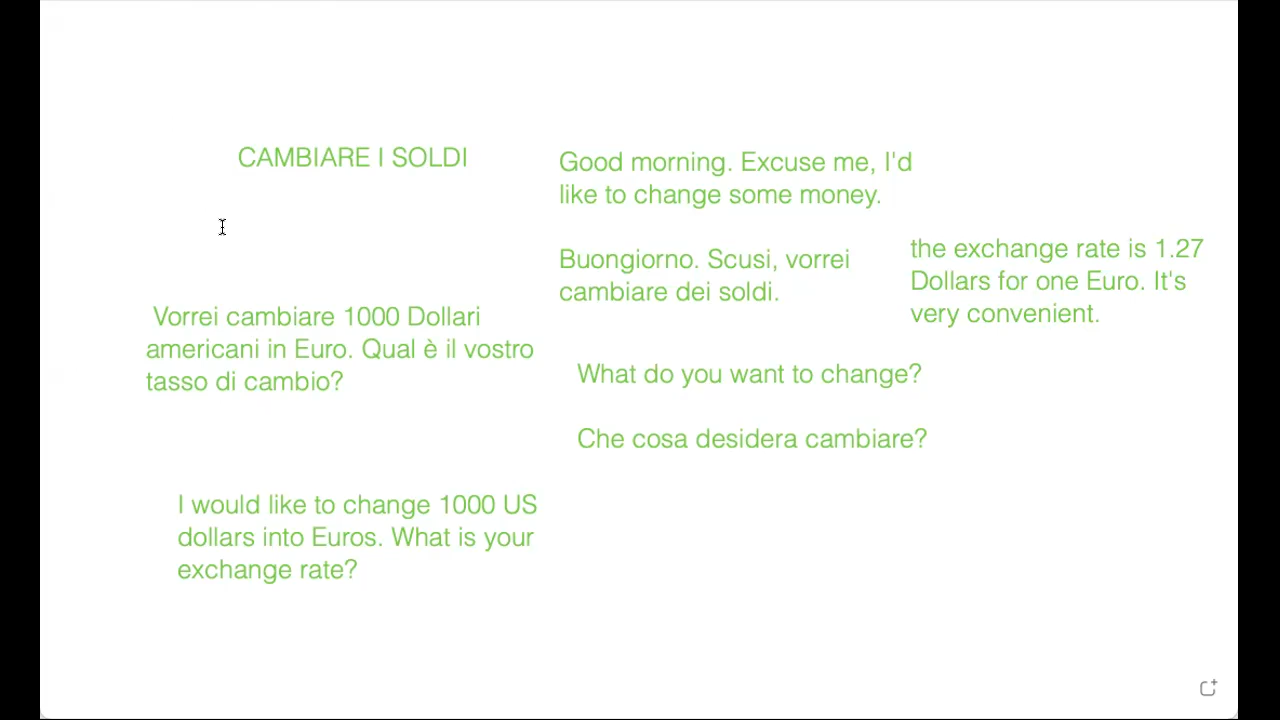 CAMBIARE I SOLDI
Good morning. Excuse me, I'd
like to change some money.
Buongiorno. Scusi, vorrei
cambiare dei soldi.
the exchange rate is 1.27
Dollars for one Euro. It's
very convenient.
Vorrei cambiare 1000 Dollari
americani in Euro. Qual è il vostro
tasso di cambio?
What do you want to change?
Che cosa desidera cambiare?
I would like to change 1000 US
dollars into Euros. What is your
exchange rate?